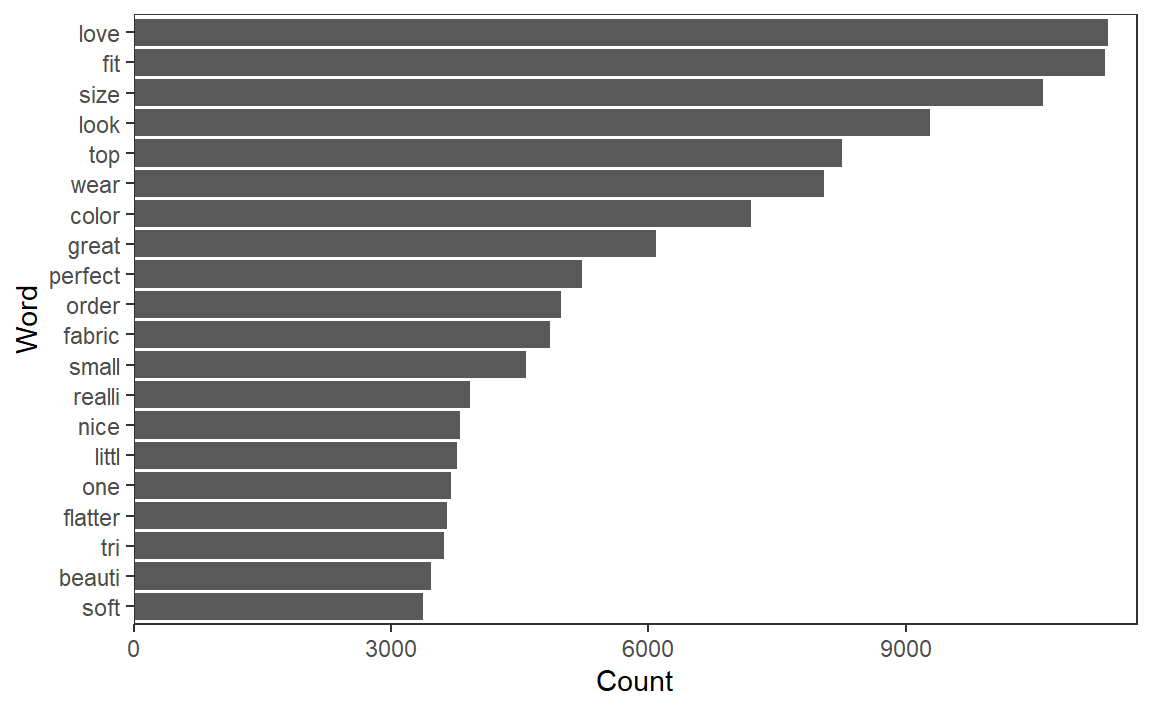 love
fit
size
look
top
wear
color
great
perfect
order
fabric
small
realli
nice
littl
one
flatter
tri
beauti
soft
Word
0 3000 6000 9000
Count